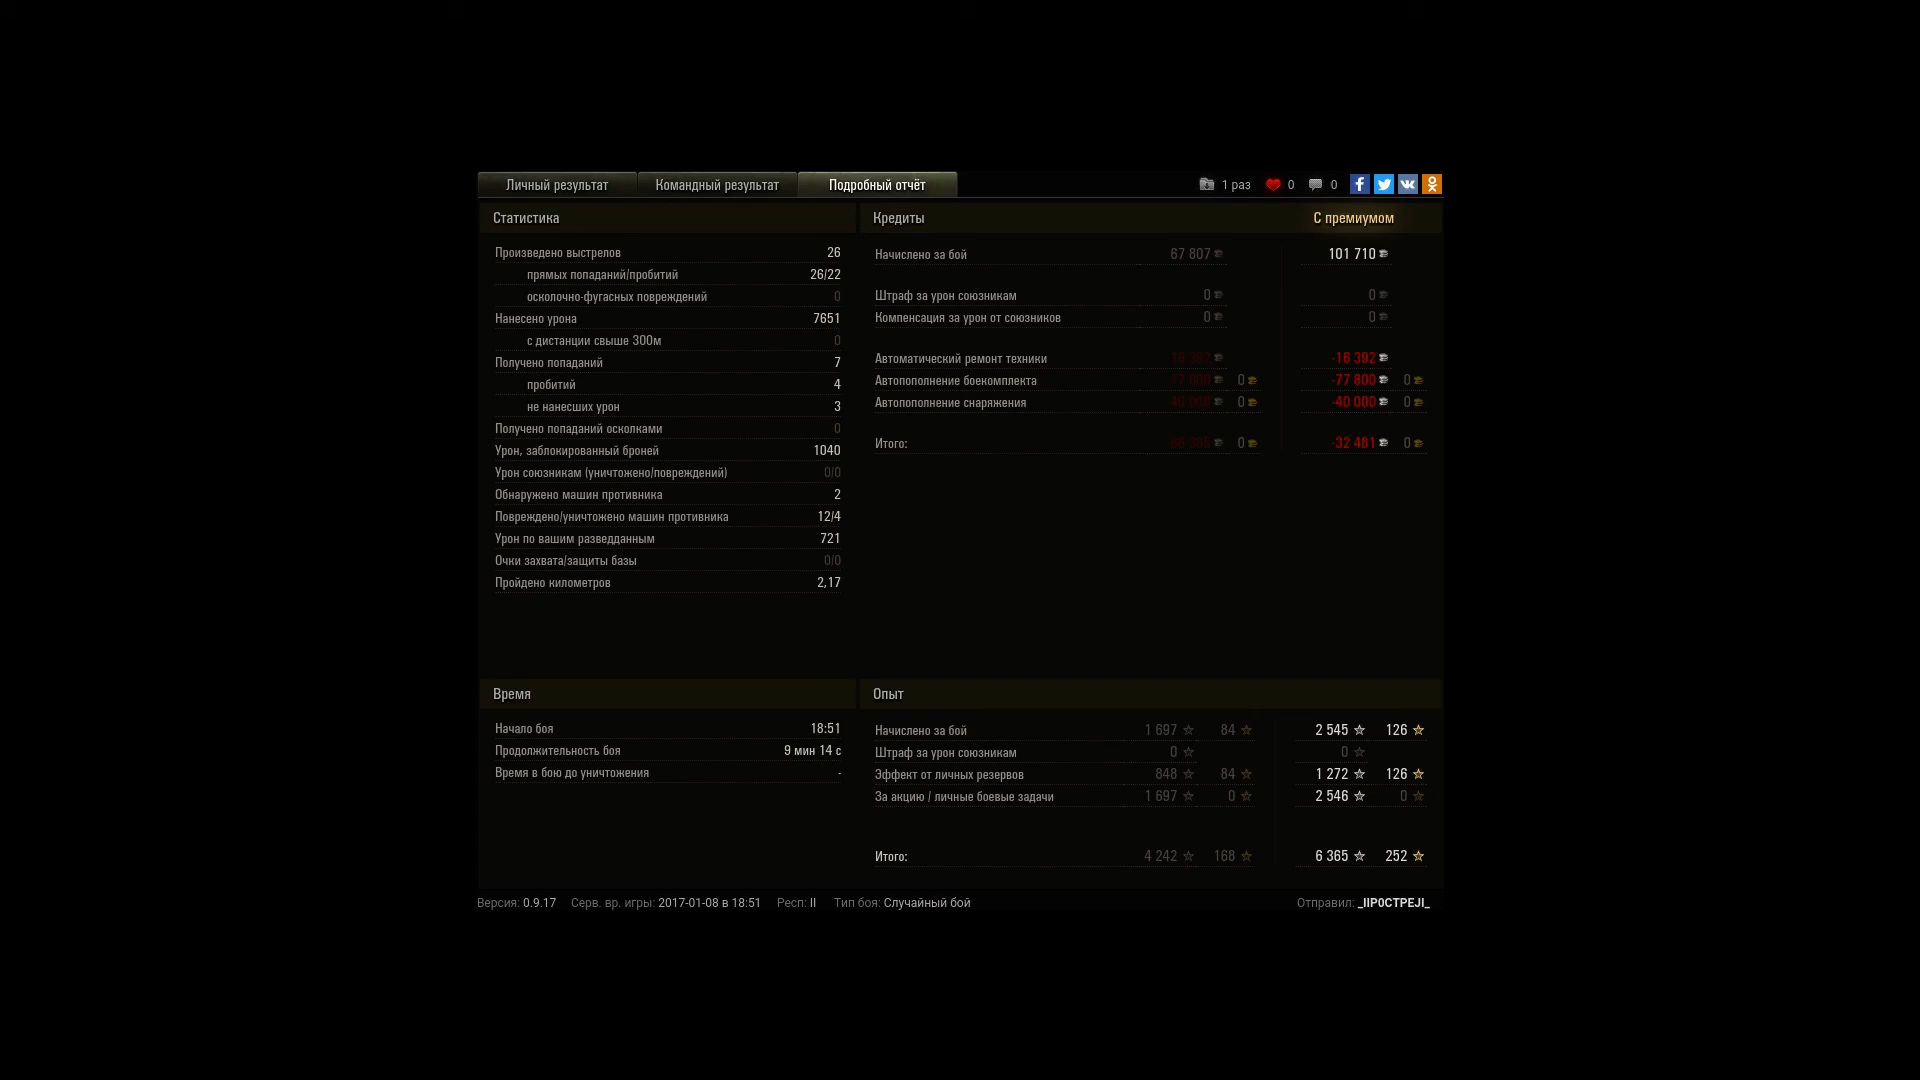 Личный результат Командный результат Подробный отчёт 1 раз 0 0
Статистика
Произведено выстрелов 26
прямых попаданий/пробитий 26/22
осколочно-фугасных повреждений 0
Нанесено урона 7651
с дистанции свыше 300м 0
Получено попаданий 7
пробитий 4
не нанесших урон 3
Получено попаданий осколками 0
Урон, заблокированный броней 1040
Урон союзникам (уничтожено/повреждений) 0/0
Обнаружено машин противника 2
Повреждено/уничтожено машин противника 12/4
Урон по вашим разведданным 721
Очки захвата/защиты базы 0/0
Пройдено километров 2,17
Кредиты С премиумом
Начислено за бой 67 807 101 710
Штраф за урон союзникам 0 0
Компенсация за урон от союзников 0 0
Автоматический ремонт техники -16 392 -16 392
Автопополнение боекомплекта -77 800 0 -77 800 0
Автопополнение снаряжения -40 000 0 -40 000 0
Итого: -66 385 0 -32 481 0
Время
Начало боя 18:51
Продолжительность боя 9 мин 14 с
Время в бою до уничтожения -
Опыт
Начислено за бой 1 697 84 2 545 126
Штраф за урон союзникам 0 0
Эффект от личных резервов 848 84 1 272 126
За акцию / личные боевые задачи 1 697 0 2 546 0
Итого: 4 242 168 6 365 252
Версия: 0.9.17 Серв. вр. игры: 2017-01-08 в 18:51 Респ: II Тип боя: Случайный бой Отправил: _IIP0CTPEJI_